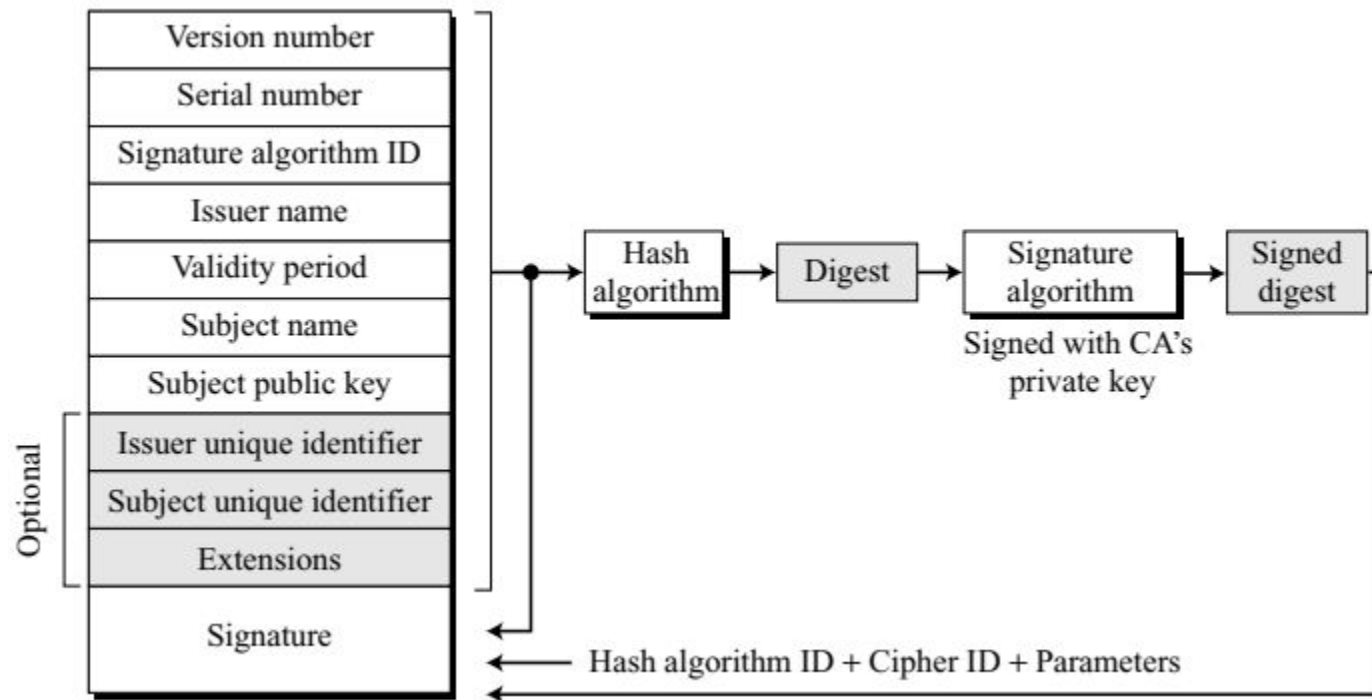 Version number
Serial number
Signature algorithm ID
Issuer name
Validity period
Subject name
Subject public key
Optional
Issuer unique identifier
Subject unique identifier
Extensions
Signature
Hash
algorithm
Digest
Signature
algorithm
Signed with CA's
private key
Signed
digest
Hash algorithm ID + Cipher ID + Parameters